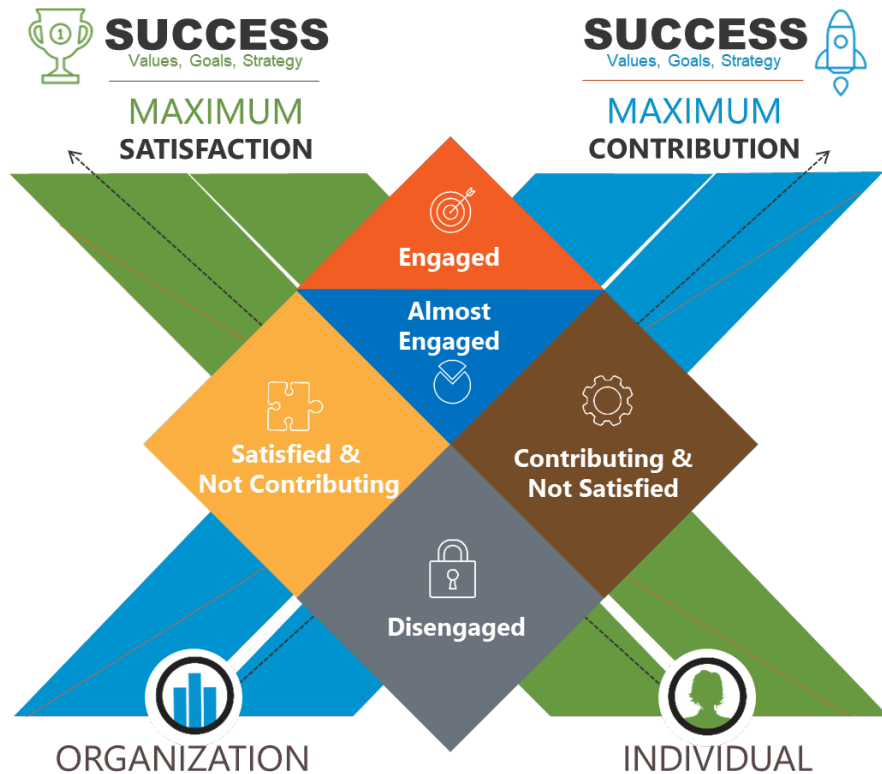 SUCCESS
Values, Goals, Strategy
MAXIMUM
SATISFACTION
SUCCESS
Values, Goals, Strategy
MAXIMUM
CONTRIBUTION
1
Engaged
Almost
Engaged
Satisfied &
Not Contributing
Contributing &
Not Satisfied
Disengaged
ORGANIZATION
INDIVIDUAL